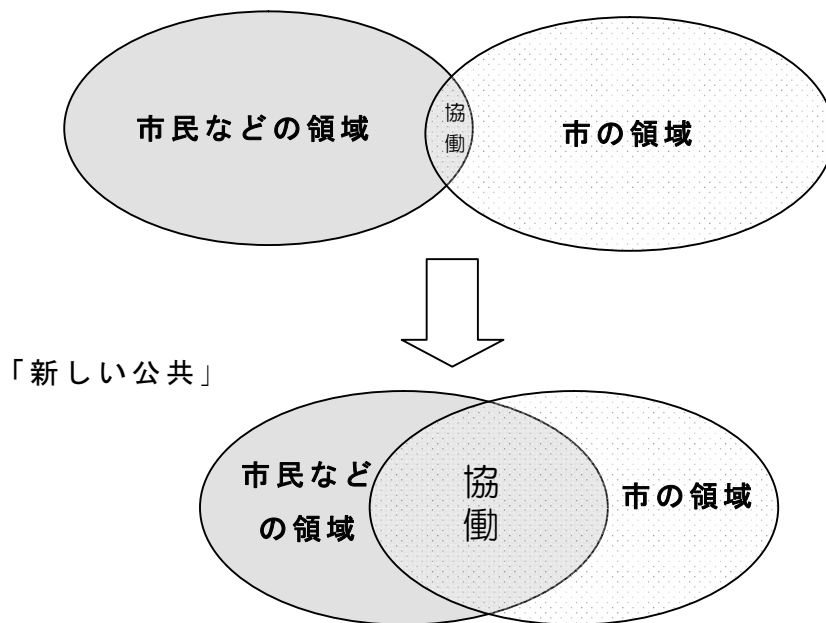 市民などの領域
協働
市の領域
「新しい公共」
市民など
の領域
協働
市の領域